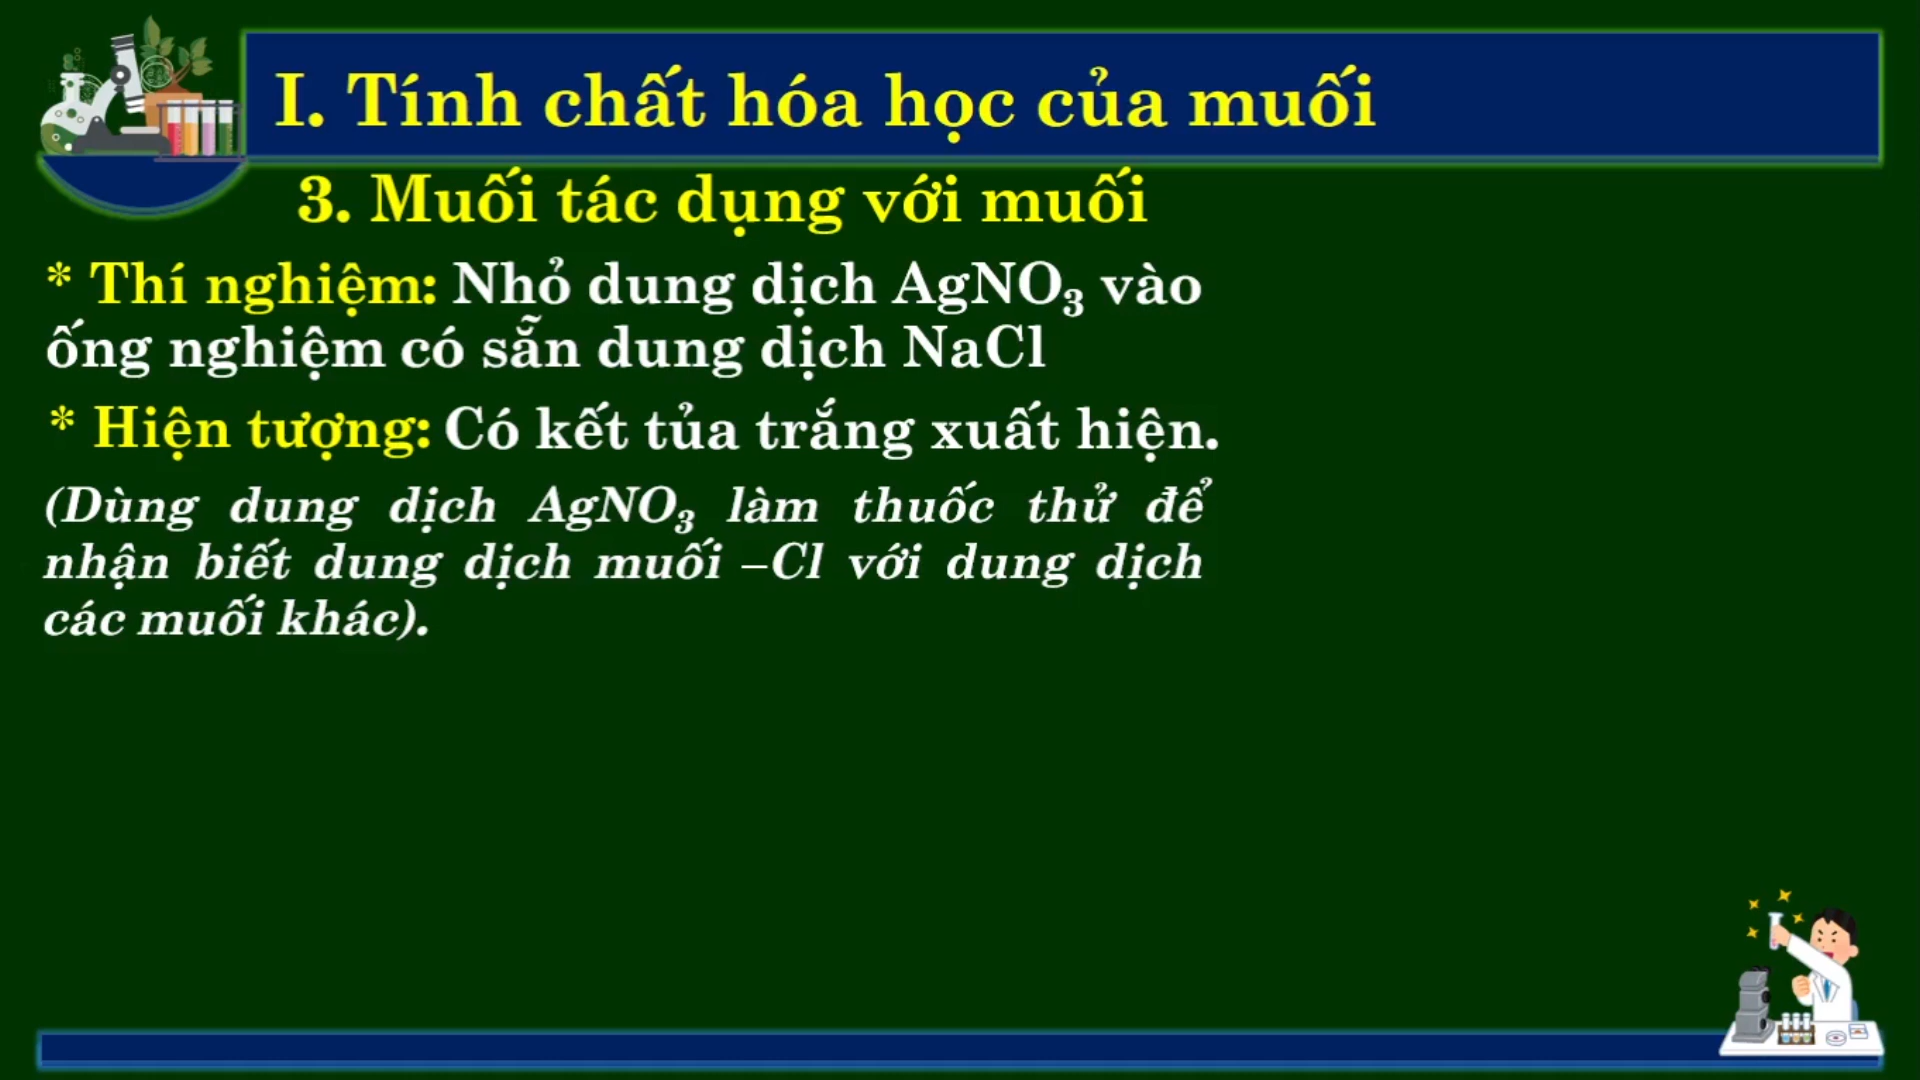 I. Tính chất hóa học của muối
3. Muối tác dụng với muối
* Thí nghiệm: Nhỏ dung dịch AgNO₃ vào
ống nghiệm có sẵn dung dịch NaCl
* Hiện tượng: Có kết tủa trắng xuất hiện.
(Dùng dung dịch AgNO₃ làm thuốc thử để
nhận biết dung dịch muối –Cl với dung dịch
các muối khác).